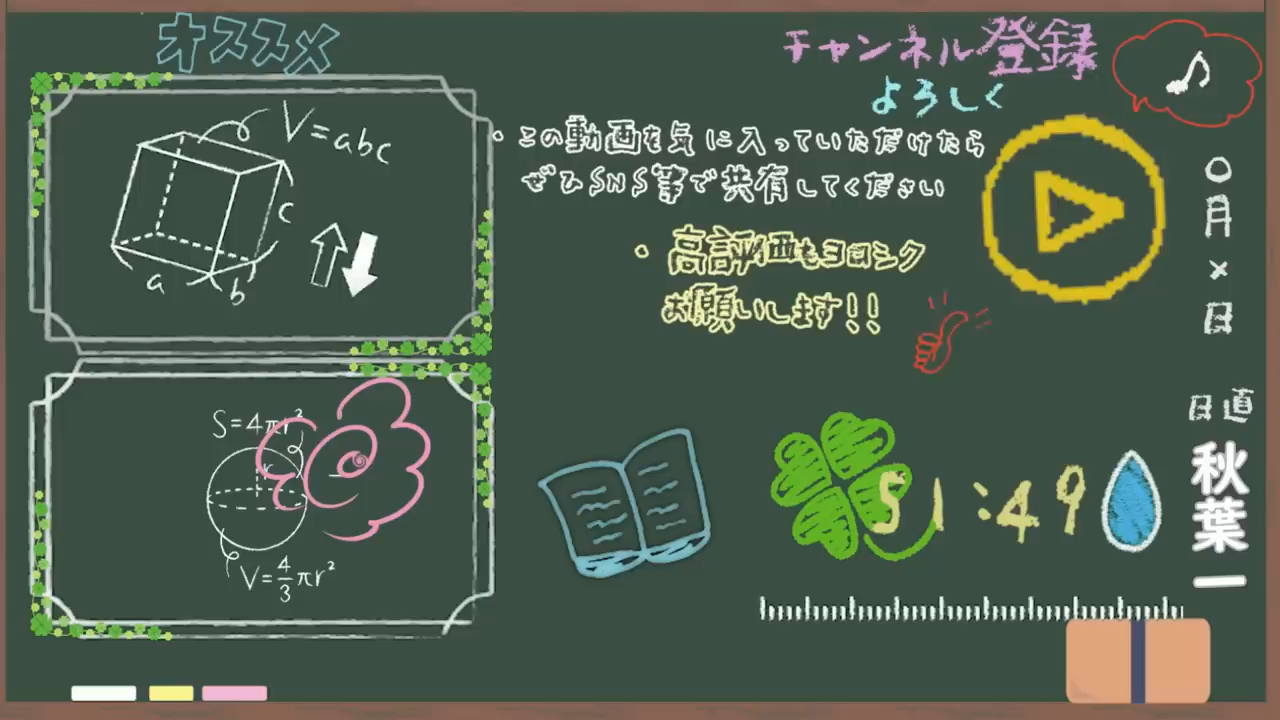 オススメ
V=abc
c
a
b
S=4πr²
r
V=4/3πr²
チャンネル登録
よろしく
・この動画を気に入っていただけたら
ぜひSNS等で共有してください
・高評価もヨロシク
お願いします!!
〇月×日
日直
秋葉一
51:49